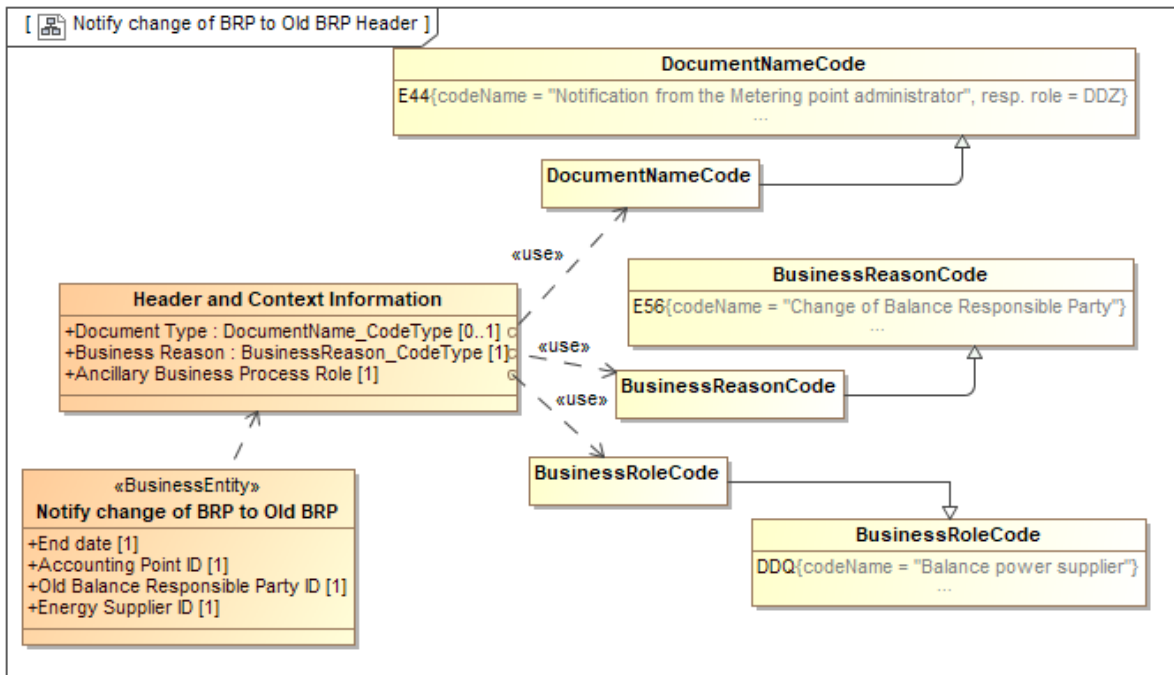 [ Notify change of BRP to Old BRP Header ]
DocumentNameCode
E44{codeName = "Notification from the Metering point administrator", resp. role = DDZ}
...
DocumentNameCode
«use»
BusinessReasonCode
E56{codeName = "Change of Balance Responsible Party"}
...
Header and Context Information
+Document Type : DocumentName_CodeType [0..1]
+Business Reason : BusinessReason_CodeType [1]
+Ancillary Business Process Role [1]
«use»
BusinessReasonCode
«use»
BusinessRoleCode
«BusinessEntity»
Notify change of BRP to Old BRP
+End date [1]
+Accounting Point ID [1]
+Old Balance Responsible Party ID [1]
+Energy Supplier ID [1]
BusinessRoleCode
DDQ{codeName = "Balance power supplier"}
...